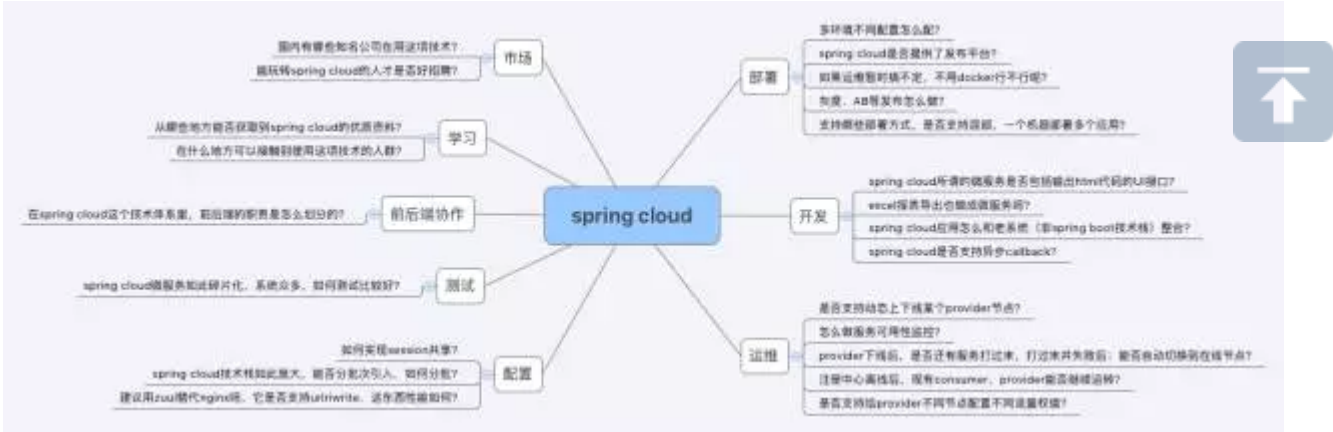 国内有哪些知名公司在用这项技术?
能玩转spring cloud的人才是否好招聘?
市场
从哪些地方能否获取到spring cloud的优质资料?
在什么地方可以接触到使用这项技术的人群?
学习
在spring cloud这个技术体系里，前后端的职责是怎么划分的?
前后端协作
spring cloud微服务如此碎片化，系统众多，如何测试比较好?
测试
如何实现session共享?
spring cloud技术栈如此庞大，能否分批次引入，如何分批?
建议用zuul替代nginx吗，它是否支持urlrwrite，这东西性能如何?
配置
spring cloud
部署
多环境不同配置怎么配?
spring cloud是否提供了发布平台?
如果运维暂时搞不定，不用docker行不行呢?
灰度、AB等发布怎么做?
支持哪些部署方式，是否支持混部，一个机器部署多个应用?
开发
spring cloud所谓的微服务是否包括输出html代码的UI接口?
excel报表导出也做成微服务吗?
spring cloud应用怎么和老系统（非spring boot技术栈）整合?
spring cloud是否支持异步callback?
运维
是否支持动态上下线某个provider节点?
怎么做服务可用性监控?
provider下线后，是否还有服务打过来，打过来并失败后，能否自动切换到在线节点?
注册中心离线后，现有consumer、provider能否继续运转?
是否支持给provider不同节点配置不同流量权值?